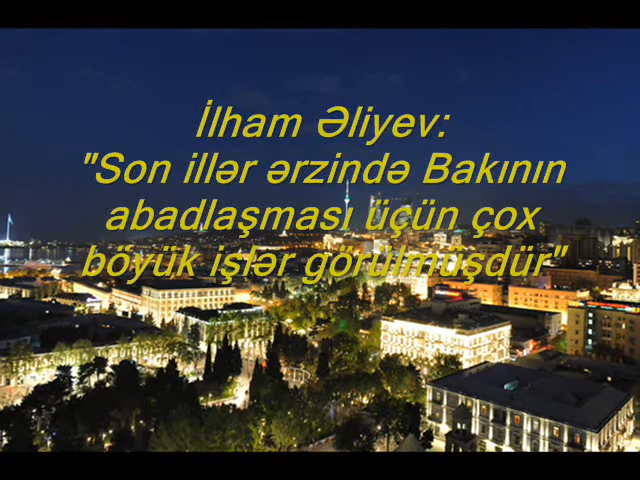 İlham Əliyev:
"Son illər ərzində Bakının
abadlaşması üçün çox
böyük işlər görülmüşdür"